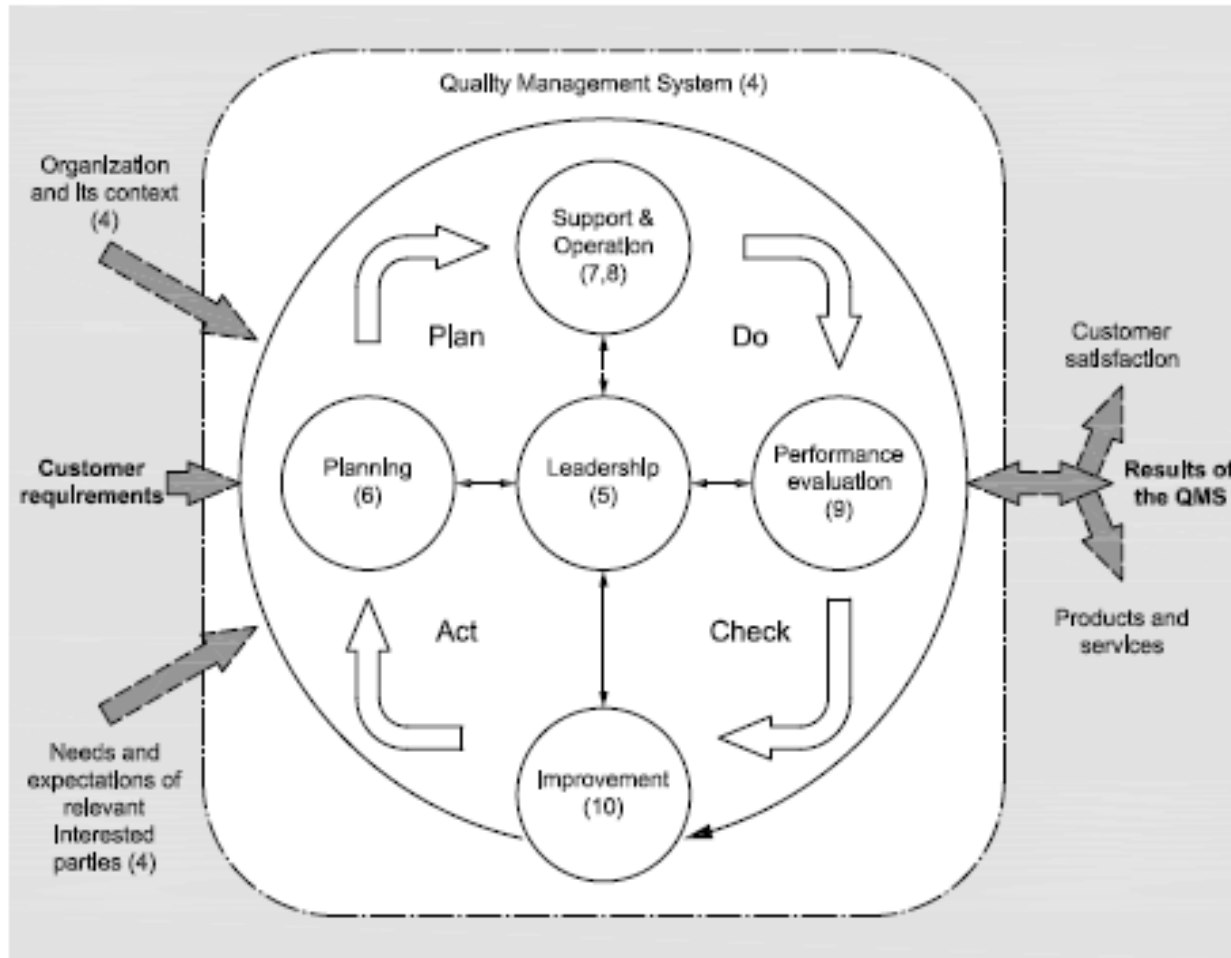 Quality Management System (4)
Organization
and its context
(4)
Support &
Operation
(7,8)
Plan
Do
Customer
satisfaction
Customer
requirements
Planning
(6)
Leadership
(5)
Performance
evaluation
(9)
Results of
the QMS
Act
Check
Products and
services
Needs and
expectations of
relevant
Interested
parties (4)
Improvement
(10)